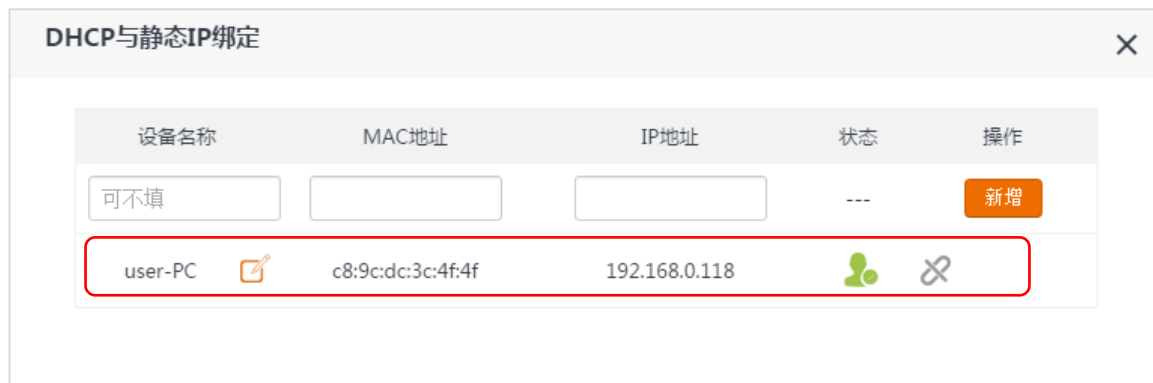 DHCP与静态IP绑定
设备名称 MAC地址 IP地址 状态 操作
可不填 --- 新增
user-PC c8:9c:dc:3c:4f:4f 192.168.0.118